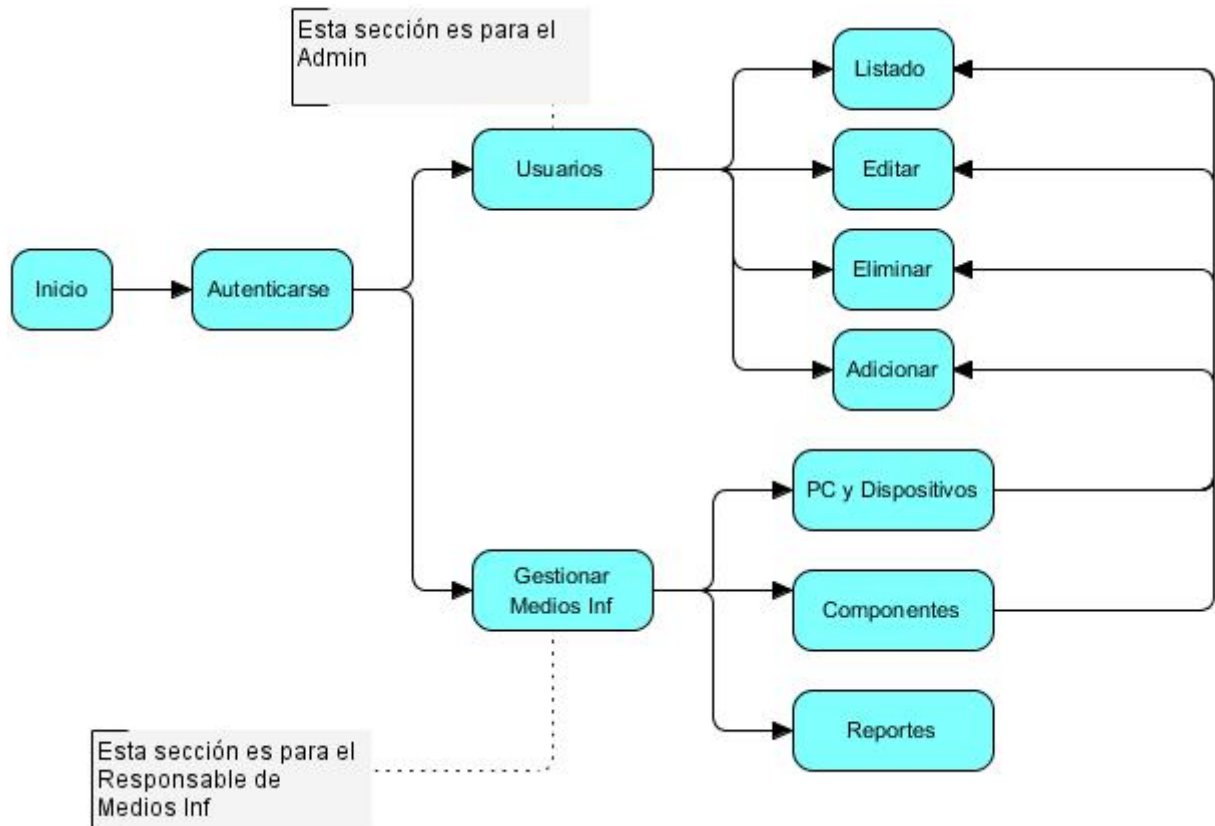 Esta sección es para el
Admin
Listado
Usuarios
Editar
Inicio
Autenticarse
Eliminar
Adicionar
PC y Dispositivos
Gestionar
Medios Inf
Componentes
Reportes
Esta sección es para el
Responsable de
Medios Inf